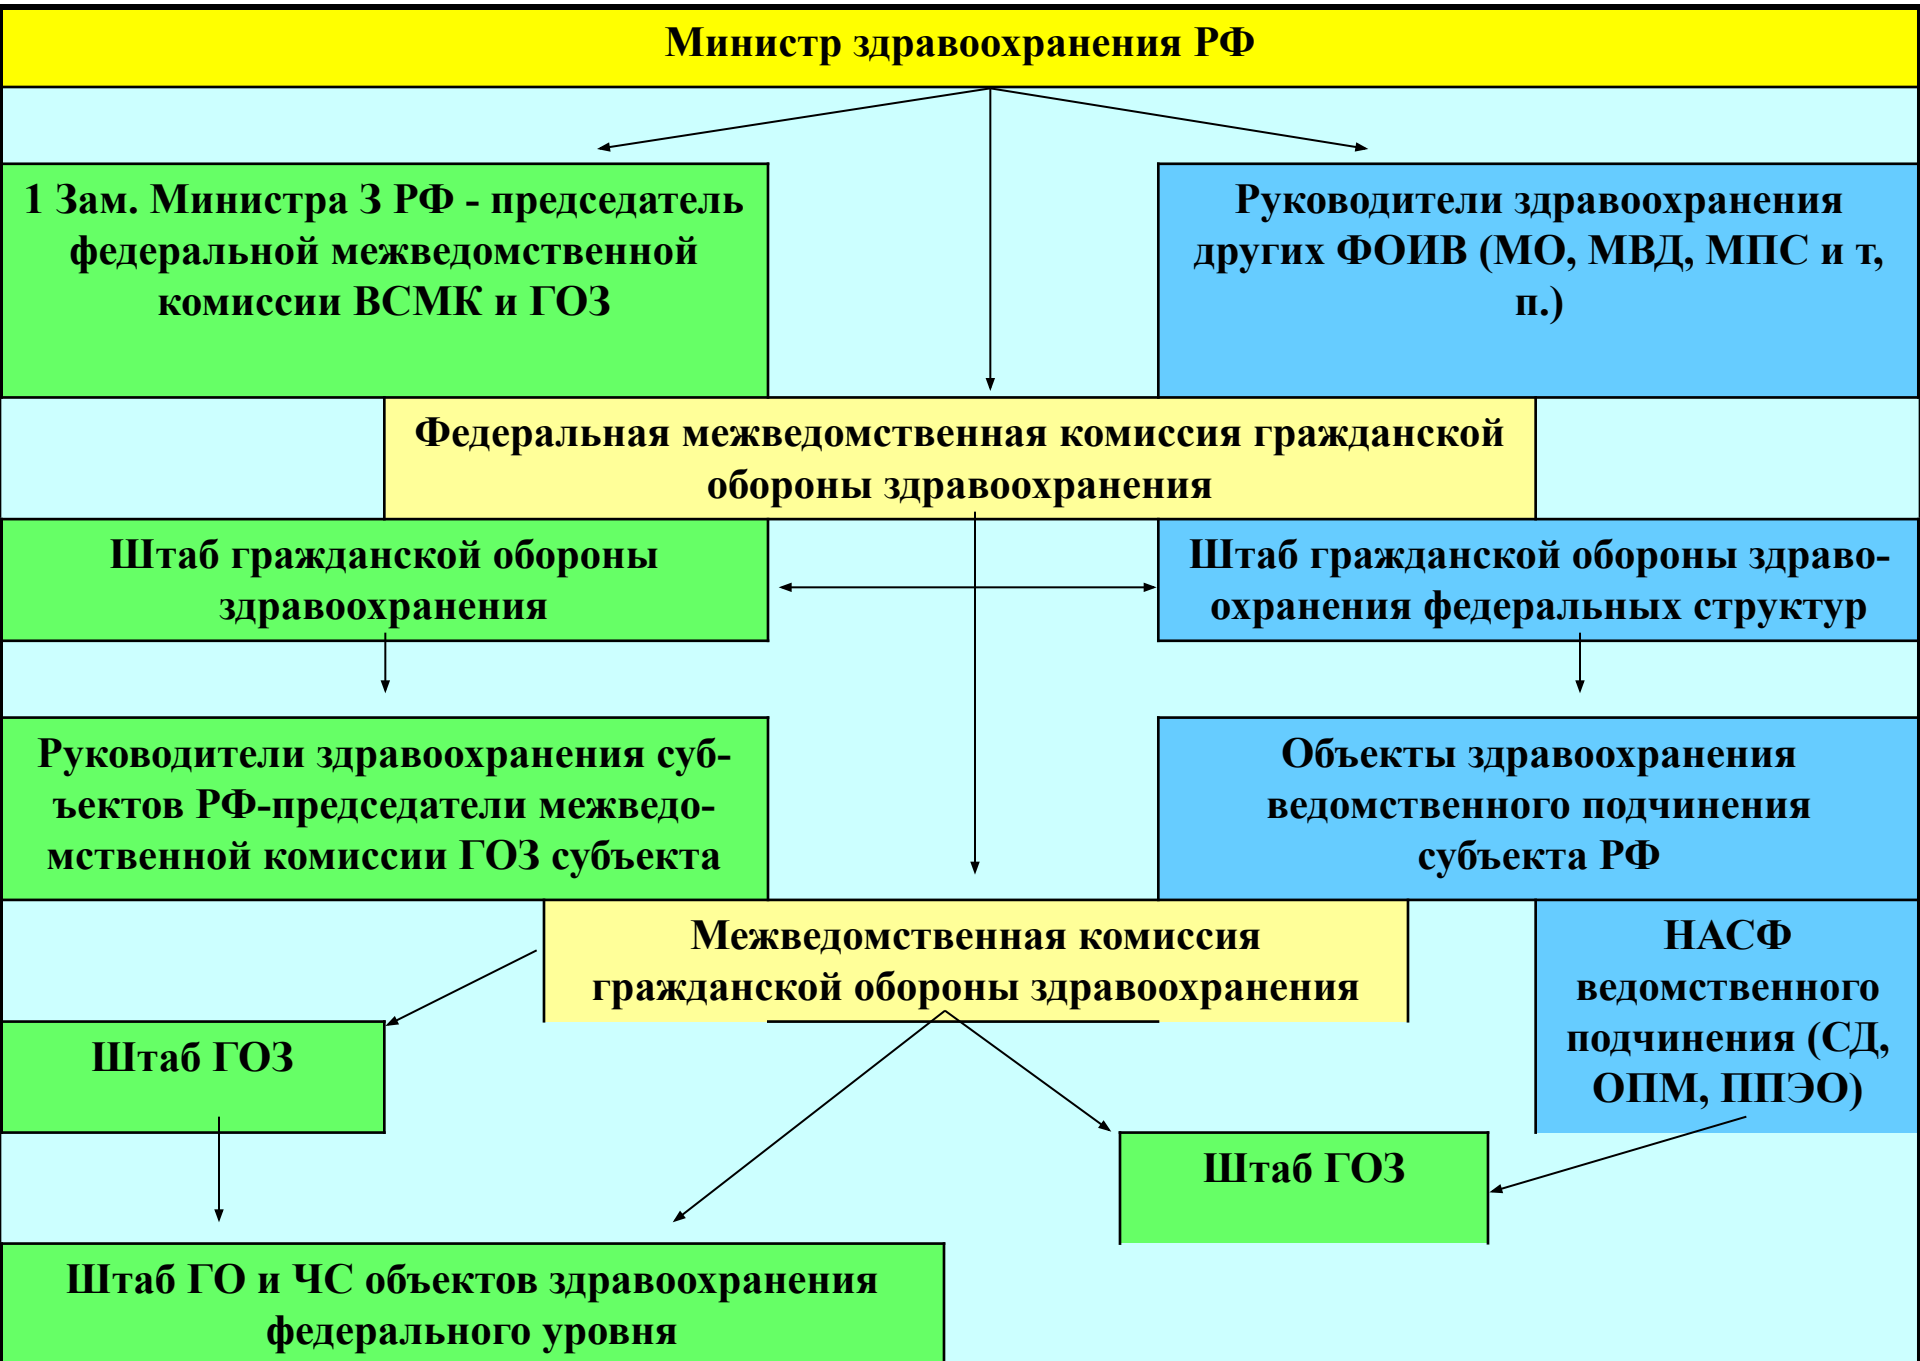 Министр здравоохранения РФ
1 Зам. Министра З РФ - председатель
федеральной межведомственной
комиссии ВСМК и ГОЗ
Руководители здравоохранения
других ФОИВ (МО, МВД, МПС и т,
п.)
Федеральная межведомственная комиссия гражданской
обороны здравоохранения
Штаб гражданской обороны
здравоохранения
Штаб гражданской обороны здраво-
охранения федеральных структур
Руководители здравоохранения суб-
ъектов РФ-председатели межведо-
мственной комиссии ГОЗ субъекта
Объекты здравоохранения
ведомственного подчинения
субъекта РФ
Межведомственная комиссия
гражданской обороны здравоохранения
НАСФ
ведомственного
подчинения (СД,
ОПМ, ППЭО)
Штаб ГОЗ
Штаб ГОЗ
Штаб ГО и ЧС объектов здравоохранения
федерального уровня